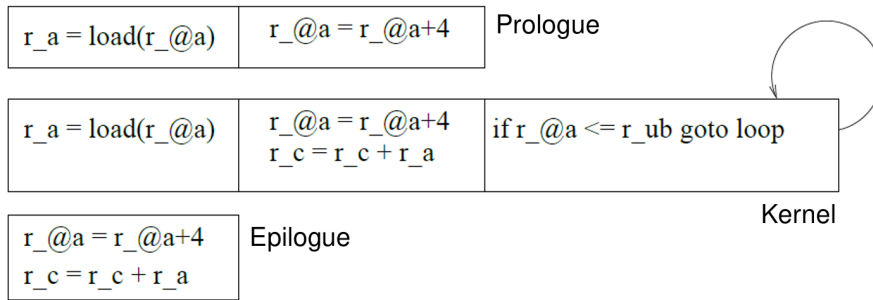 r_a = load(r_@a)
r_@a = r_@a+4
Prologue
r_a = load(r_@a)
r_@a = r_@a+4
r_c = r_c + r_a
if r_@a <= r_ub goto loop
Kernel
r_@a = r_@a+4
r_c = r_c + r_a
Epilogue